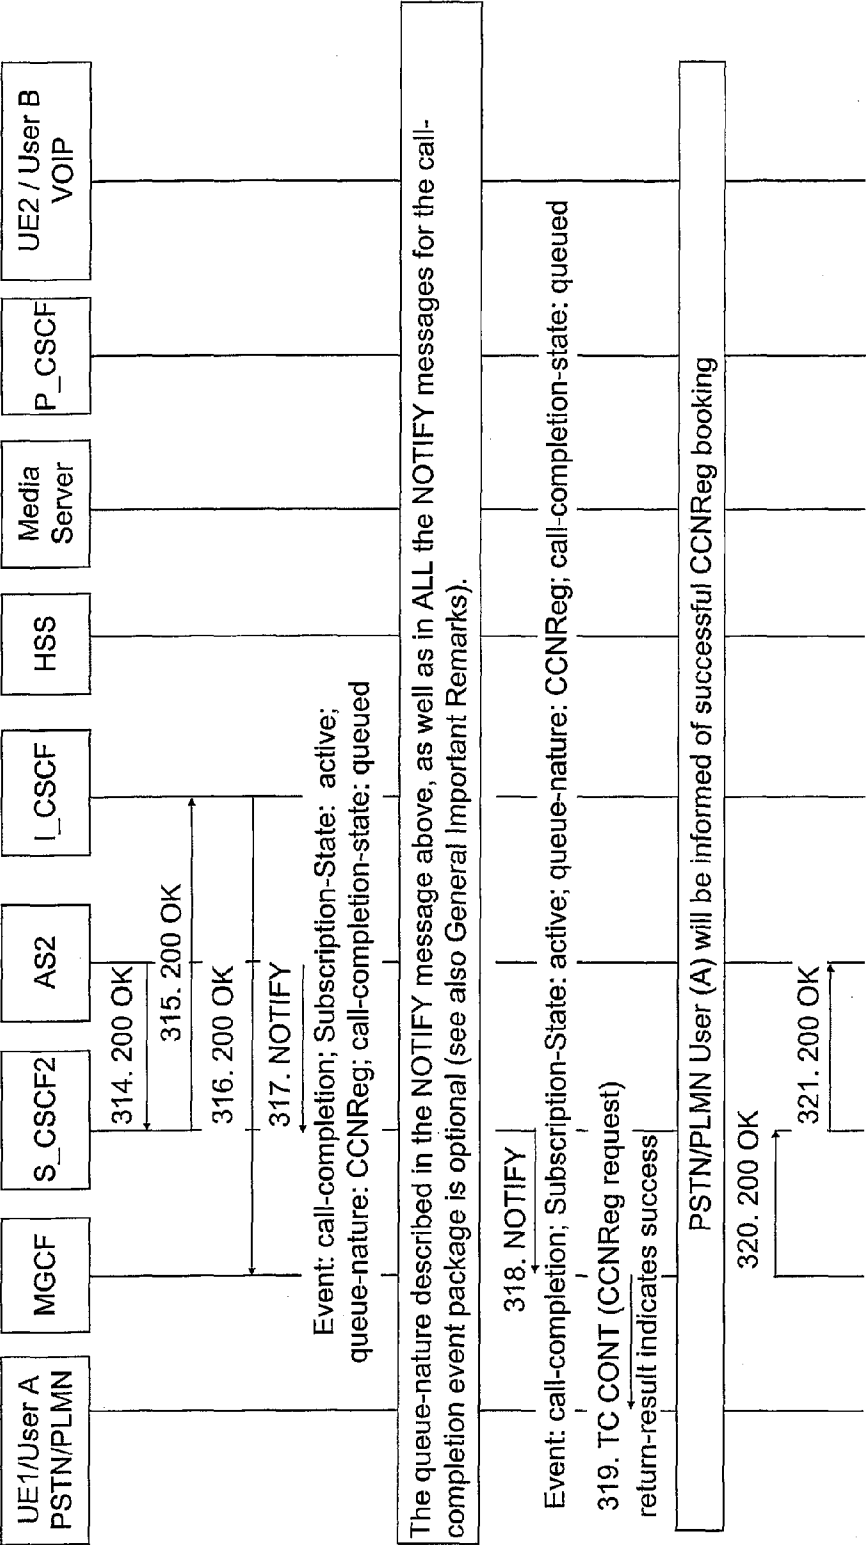 UE1/User A
PSTN/PLMN
MGCF
S_CSCF2
AS2
I_CSCF
HSS
Media
Server
P_CSCF
UE2 / User B
VOIP
314. 200 OK
315. 200 OK
316. 200 OK
317. NOTIFY
Event: call-completion; Subscription-State: active;
queue-nature: CCNReg; call-completion-state: queued
The queue-nature described in the NOTIFY message above, as well as in ALL the NOTIFY messages for the call-
completion event package is optional (see also General Important Remarks).
318. NOTIFY
Event: call-completion; Subscription-State: active; queue-nature: CCNReg; call-completion-state: queued
319. TC CONT (CCNReg request)
return-result indicates success
PSTN/PLMN User (A) will be informed of successful CCNReg booking
320. 200 OK
321. 200 OK